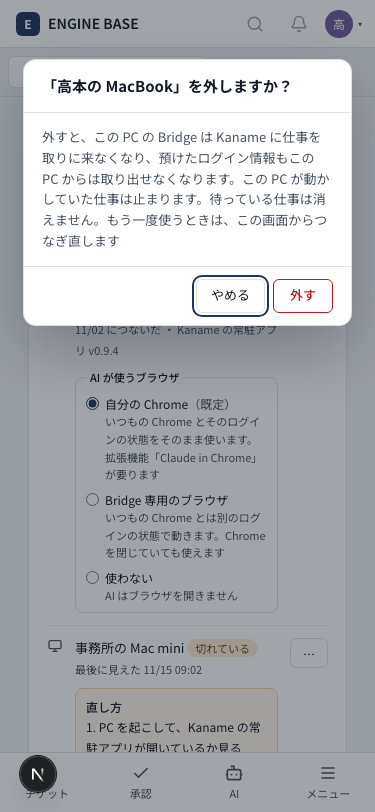 E ENGINE BASE 高
「高本の MacBook」を外しますか？
外すと、この PC の Bridge は Kaname に仕事を
取りに来なくなり、預けたログイン情報もこの
PC からは取り出せなくなります。この PC が動か
していた仕事は止まります。待っている仕事は消
えません。もう一度使うときは、この画面からつ
なぎ直します
やめる 外す
11/02 につないだ ・ Kaname の常駐アプ
リ v0.9.4
AI が使うブラウザ
自分の Chrome（既定）
いつもの Chrome とそのログイ
ンの状態をそのまま使います。
拡張機能「Claude in Chrome」
が要ります
Bridge 専用のブラウザ
いつもの Chrome とは別のログ
インの状態で動きます。Chrome
を閉じていても使えます
使わない
AI はブラウザを開きません
事務所の Mac mini 切れている ...
最後に見えた 11/15 09:02
直し方
1. PC を起こして、Kaname の常
駐アプリが開いているか見る
N
チケット 承認 AI メニュー